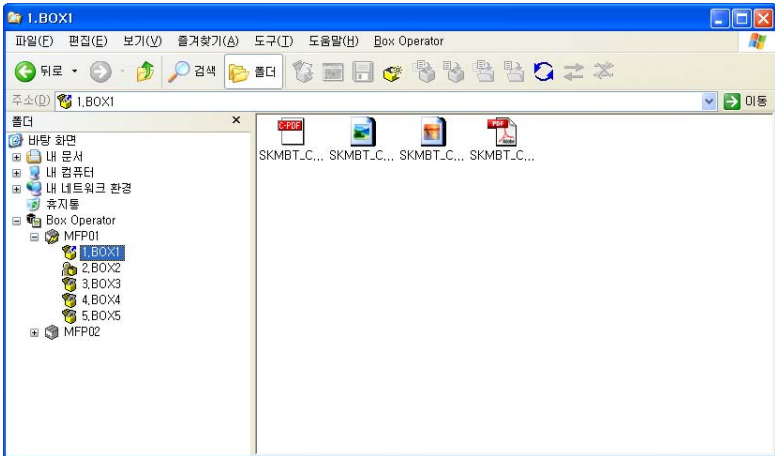 1.BOX1
파일(F) 편집(E) 보기(V) 즐겨찾기(A) 도구(T) 도움말(H) Box Operator
뒤로 검색 폴더
주소(D) 1.BOX1 이동
폴더
바탕 화면
내 문서
내 컴퓨터
내 네트워크 환경
휴지통
Box Operator
MFP01
1.BOX1
2.BOX2
3.BOX3
4.BOX4
5.BOX5
MFP02
C-PDF PDF Adobe
SKMBT_C... SKMBT_C... SKMBT_C... SKMBT_C...